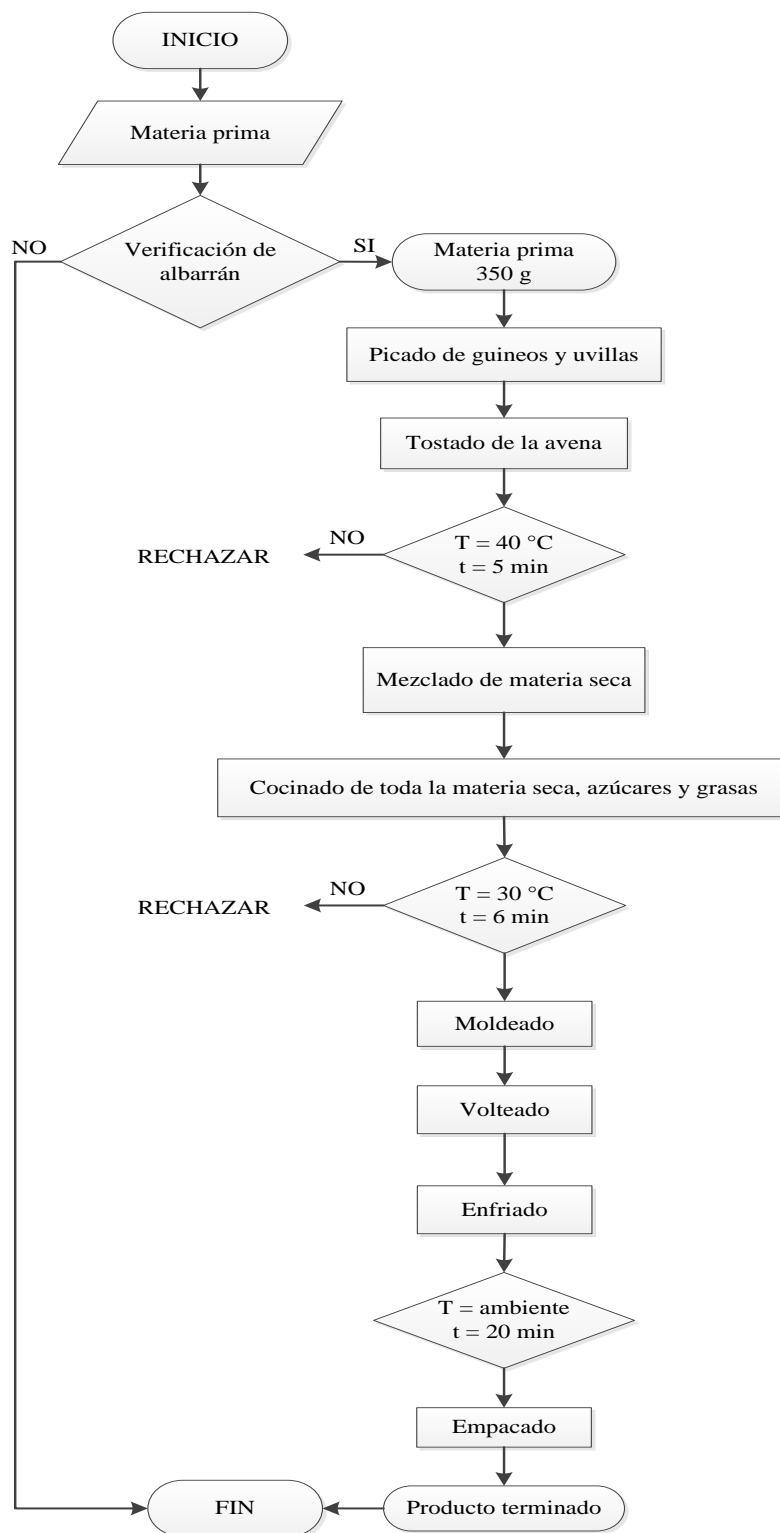 INICIO
Materia prima
NO
Verificación de
albarrán
SI
Materia prima
350 g
Picado de guineos y uvillas
Tostado de la avena
T = 40 °C
t = 5 min
NO
RECHAZAR
Mezclado de materia seca
Cocinado de toda la materia seca, azúcares y grasas
T = 30 °C
t = 6 min
NO
RECHAZAR
Moldeado
Volteado
Enfriado
T = ambiente
t = 20 min
Empacado
Producto terminado
FIN